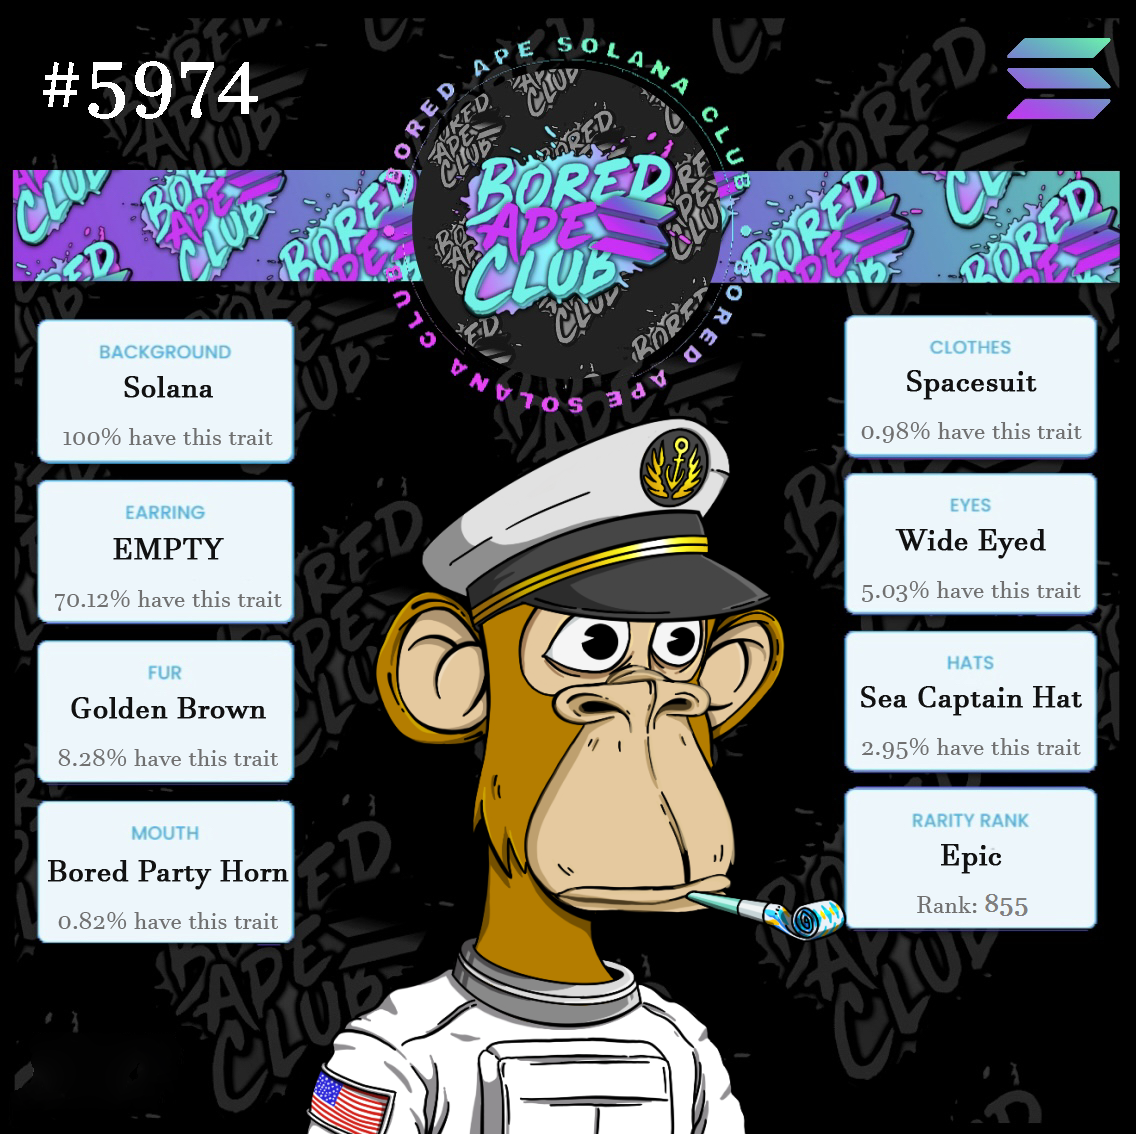 #5974
BORED APE SOLANA CLUB
BORED APE SOLANA CLUB
BORED
APE
CLUB
BACKGROUND
Solana
100% have this trait
EARRING
EMPTY
70.12% have this trait
FUR
Golden Brown
8.28% have this trait
MOUTH
Bored Party Horn
0.82% have this trait
CLOTHES
Spacesuit
0.98% have this trait
EYES
Wide Eyed
5.03% have this trait
HATS
Sea Captain Hat
2.95% have this trait
RARITY RANK
Epic
Rank: 855